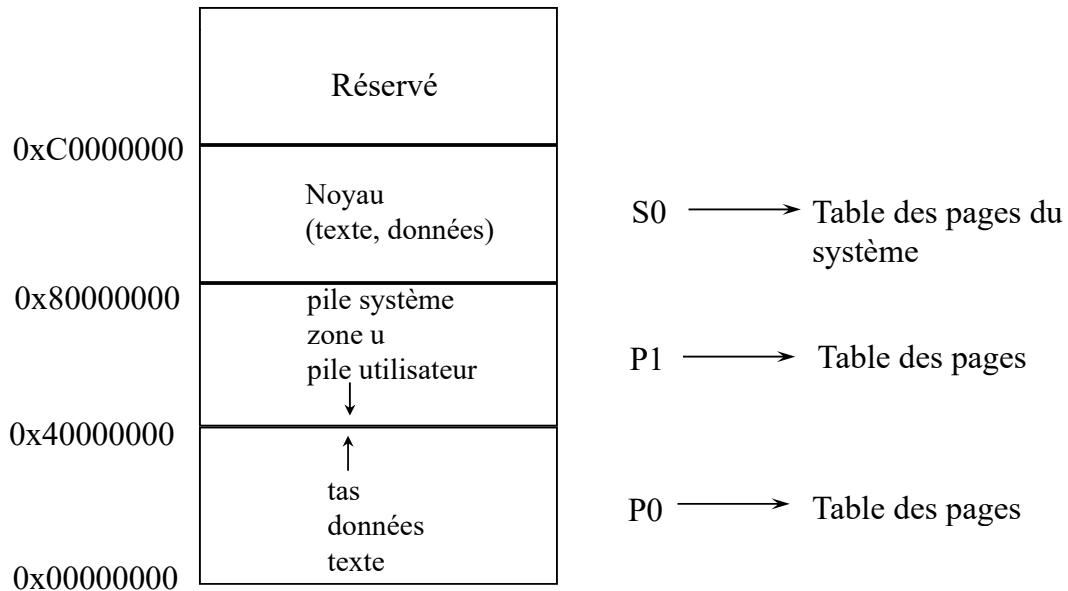 Réservé
0xC0000000
Noyau
(texte, données)
S0
Table des pages du
système
0x80000000
pile système
zone u
pile utilisateur
P1
Table des pages
0x40000000
tas
données
texte
P0
Table des pages
0x00000000